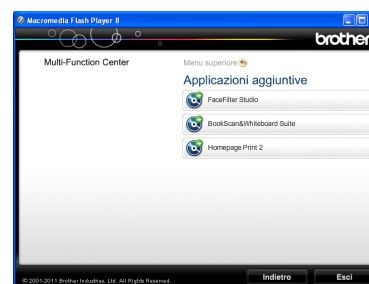 Macromedia Flash Player 8
brother
Multi-Function Center
Menu superiore
Applicazioni aggiuntive
FaceFilter Studio
BookScan&Whiteboard Suite
Homepage Print 2
© 2001-2011 Brother Industries, Ltd. All Rights Reserved.
Indietro
Esci